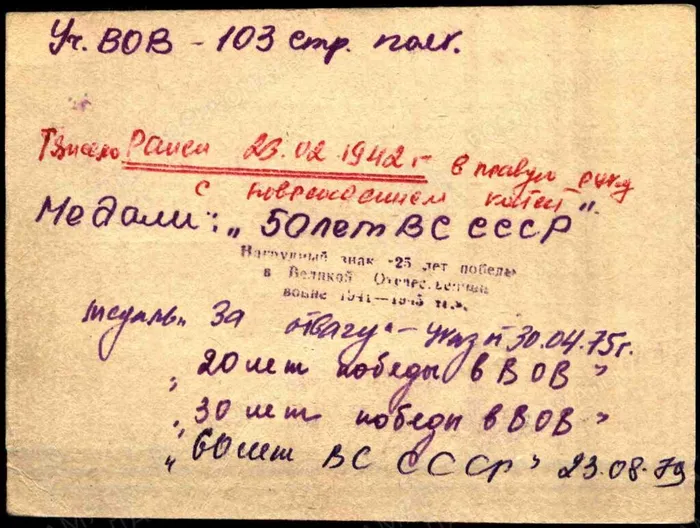 Уч. ВОВ - 103 стр. полк.
Тяжело Ранен 23.02 1942 г в правую руку
с повреждением костей
Медали: „50 лет ВС СССР“
Нагрудный знак «25 лет победы
в Великой Отечественной
войне 1941—1945 гг.».
медаль „За отвагу“ - указ от 30.04.75 г.
„20 лет победы в ВОВ“
„30 лет победы в ВОВ“
„60 лет ВС СССР“ 23.08.79